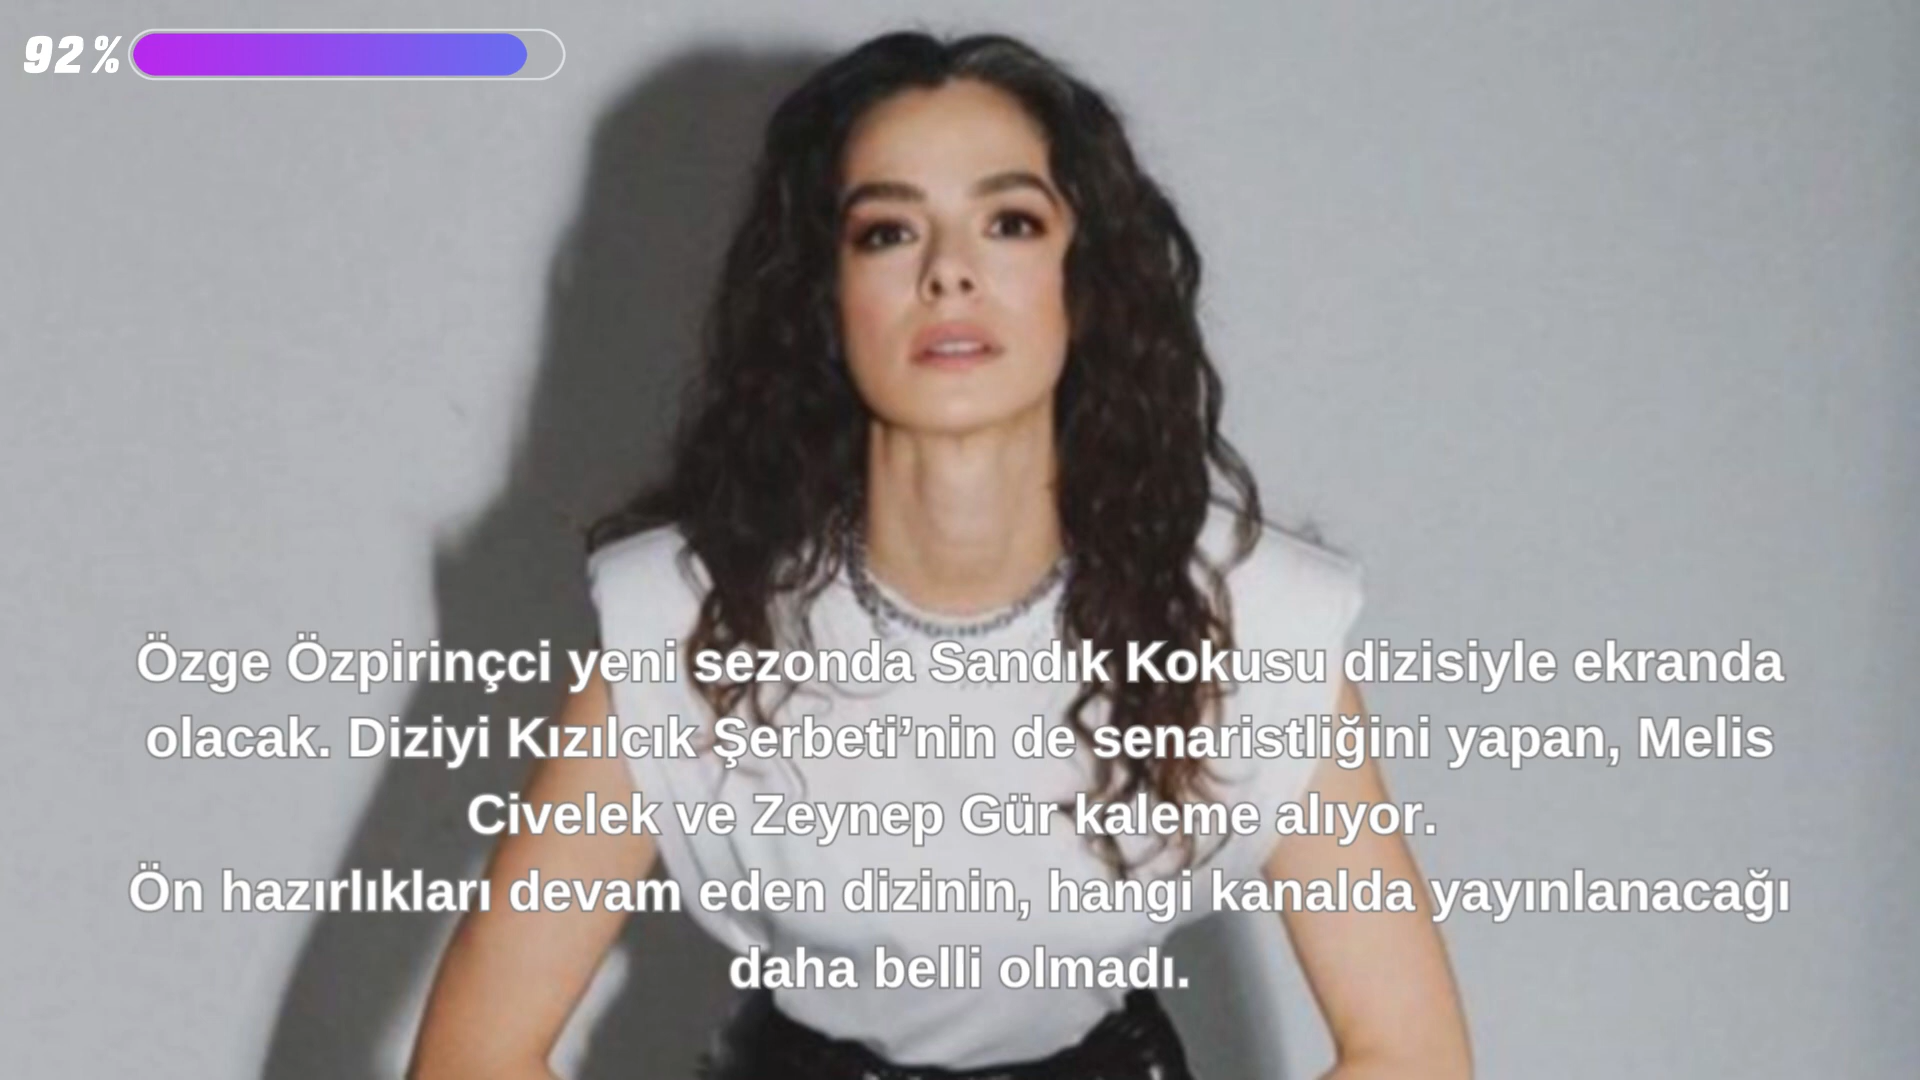 92%
Özge Özpirinçci yeni sezonda Sandık Kokusu dizisiyle ekranda
olacak. Diziyi Kızılcık Şerbeti’nin de senaristliğini yapan, Melis
Civelek ve Zeynep Gür kaleme alıyor.
Ön hazırlıkları devam eden dizinin, hangi kanalda yayınlanacağı
daha belli olmadı.